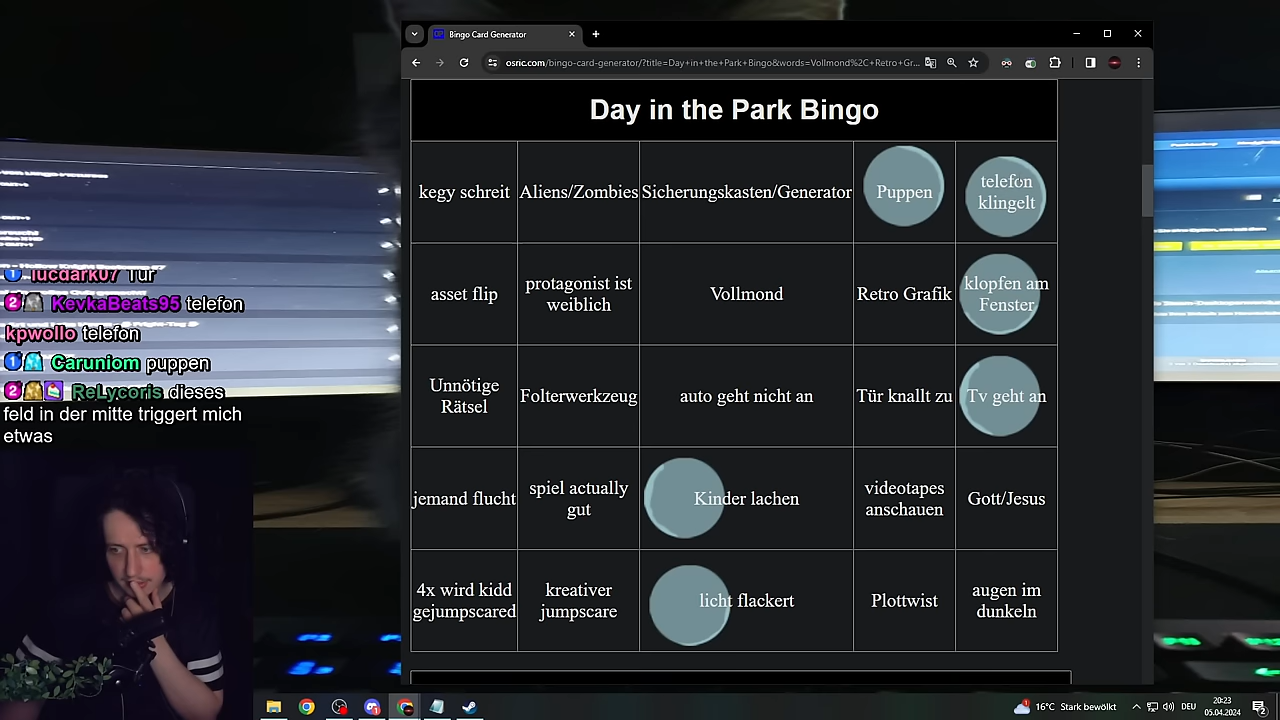 Bingo Card Generator
osric.com/bingo-card-generator/?title=Day+in+the+Park+Bingo&words=Vollmond%2C+Retro+Gr...
Day in the Park Bingo
kegy schreit
Aliens/Zombies
Sicherungskasten/Generator
Puppen
telefon
klingelt
asset flip
protagonist ist
weiblich
Vollmond
Retro Grafik
klopfen am
Fenster
Unnötige
Rätsel
Folterwerkzeug
auto geht nicht an
Tür knallt zu
Tv geht an
jemand flucht
spiel actually
gut
Kinder lachen
videotapes
anschauen
Gott/Jesus
4x wird kidd
gejumpscared
kreativer
jumpscare
licht flackert
Plottwist
augen im
dunkeln
lucdark07 Tür
KevkaBeats95 telefon
kpwollo telefon
Caruniom puppen
ReLycoris dieses
feld in der mitte triggert mich
etwas
16°C Stark bewölkt
DEU
20:23
05.04.2024